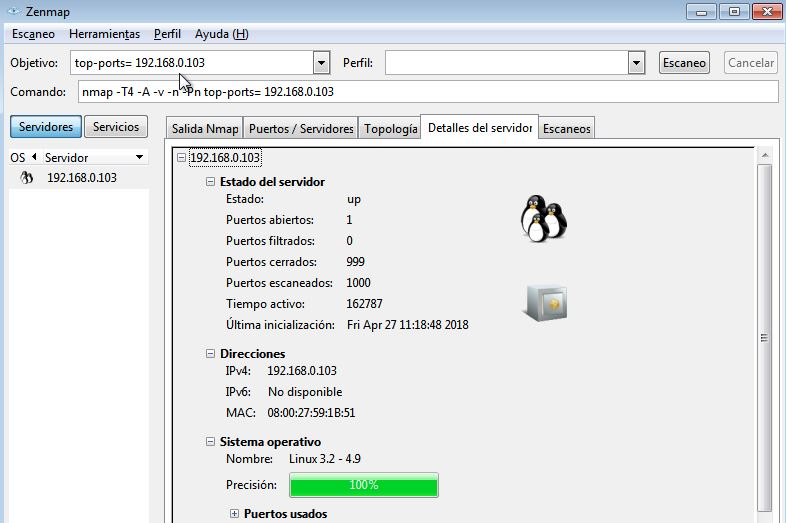 Zenmap
Escaneo Herramientas Perfil Ayuda (H)
Objetivo: top-ports= 192.168.0.103 Perfil: Escaneo Cancelar
Comando: nmap -T4 -A -v -n -Pn top-ports= 192.168.0.103
Servidores Servicios
Salida Nmap Puertos / Servidores Topología Detalles del servidor Escaneos
OS Servidor
192.168.0.103
192.168.0.103
Estado del servidor
Estado: up
Puertos abiertos: 1
Puertos filtrados: 0
Puertos cerrados: 999
Puertos escaneados: 1000
Tiempo activo: 162787
Última inicialización: Fri Apr 27 11:18:48 2018
Direcciones
IPv4: 192.168.0.103
IPv6: No disponible
MAC: 08:00:27:59:1B:51
Sistema operativo
Nombre: Linux 3.2 - 4.9
Precisión: 100%
Puertos usados